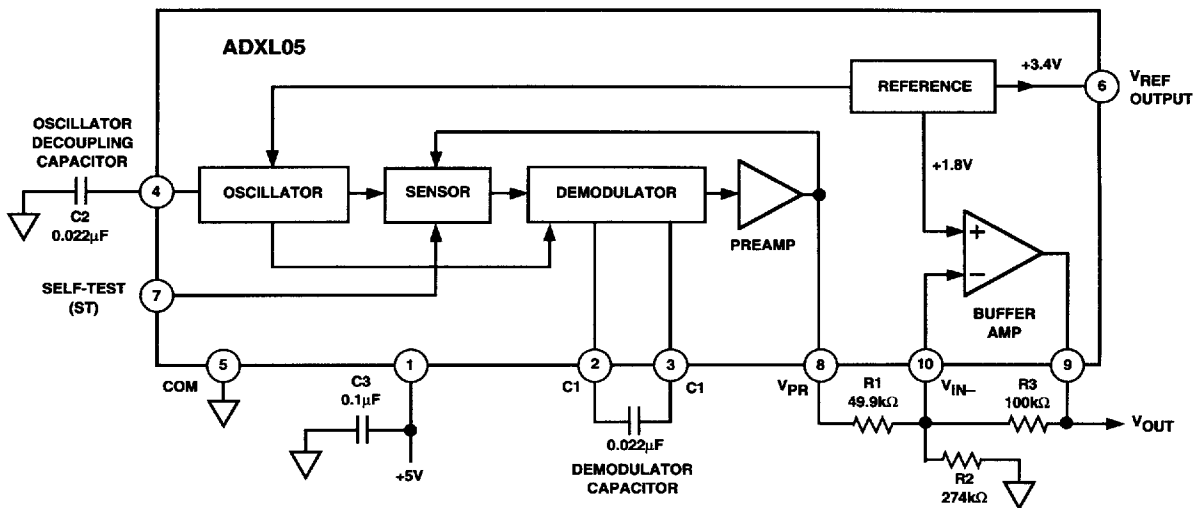 ADXL05
+3.4V
REFERENCE
6
VREF
OUTPUT
OSCILLATOR
DECOUPLING
CAPACITOR
+1.8V
4
OSCILLATOR
SENSOR
DEMODULATOR
C2
0.022µF
PREAMP
+
−
SELF-TEST
(ST)
7
BUFFER
AMP
5
1
2
3
8
10
9
COM
C3
0.1µF
C1
C1
VPR
R1
49.9kΩ
VIN–
R3
100kΩ
VOUT
0.022µF
+5V
DEMODULATOR
CAPACITOR
R2
274kΩ